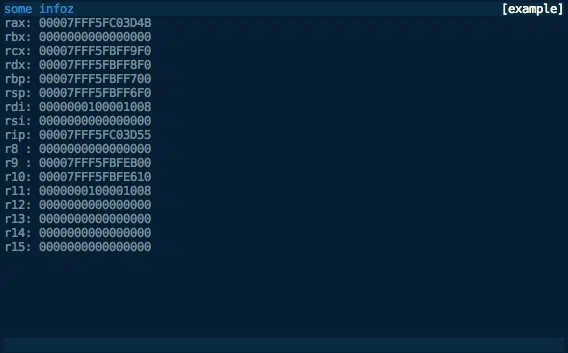 some infoz [example]
rax: 00007FFF5FC03D4B
rbx: 0000000000000000
rcx: 00007FFF5FBFF9F0
rdx: 00007FFF5FBFF8F0
rbp: 00007FFF5FBFF700
rsp: 00007FFF5FBFF6F0
rdi: 0000000100001008
rsi: 0000000000000000
rip: 00007FFF5FC03D55
r8 : 0000000000000000
r9 : 00007FFF5FBFEB00
r10: 00007FFF5FBFE610
r11: 0000000100001008
r12: 0000000000000000
r13: 0000000000000000
r14: 0000000000000000
r15: 0000000000000000